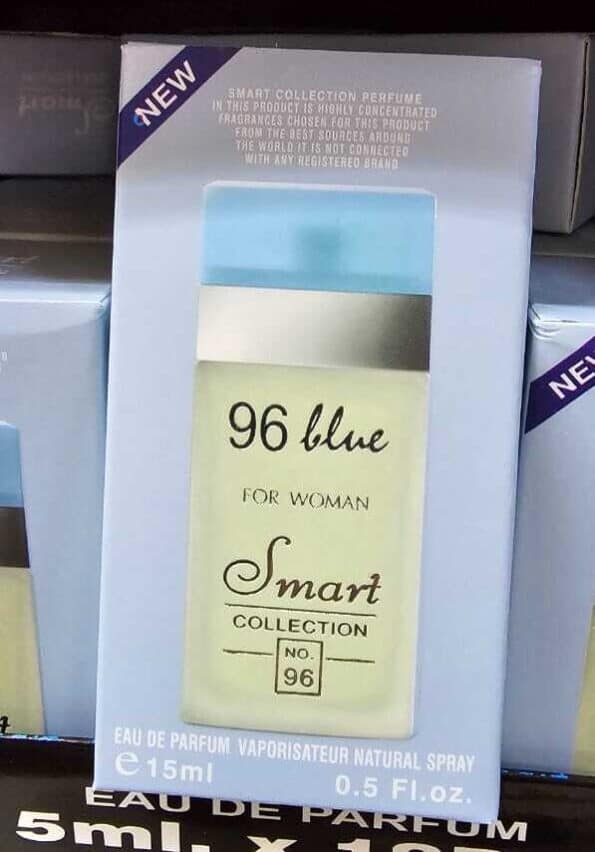 NEW
SMART COLLECTION PERFUME
IN THIS PRODUCT IS HIGHLY CONCENTRATED
FRAGRANCES CHOSEN FOR THIS PRODUCT
FROM THE BEST SOURCES AROUND
THE WORLD IT IS NOT CONNECTED
WITH ANY REGISTERED BRAND
96 blue
FOR WOMAN
Smart
COLLECTION
NO.
96
EAU DE PARFUM VAPORISATEUR NATURAL SPRAY
e 15ml
0.5 Fl.oz.
NEW
EAU DE PARFUM
5ml. X